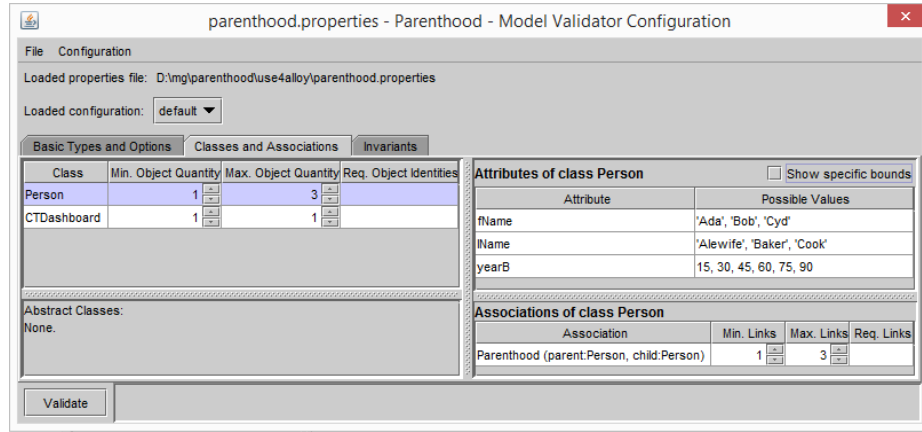 parenthood.properties - Parenthood - Model Validator Configuration
File Configuration
Loaded properties file: D:\mg\parenthood\use4alloy\parenthood.properties
Loaded configuration: default
Basic Types and Options Classes and Associations Invariants
Class Min. Object Quantity Max. Object Quantity Req. Object Identities
Person 1 3
CTDashboard 1 1
Abstract Classes:
None.
Attributes of class Person Show specific bounds
Attribute Possible Values
fName 'Ada', 'Bob', 'Cyd'
lName 'Alewife', 'Baker', 'Cook'
yearB 15, 30, 45, 60, 75, 90
Associations of class Person
Association Min. Links Max. Links Req. Links
Parenthood (parent:Person, child:Person) 1 3
Validate